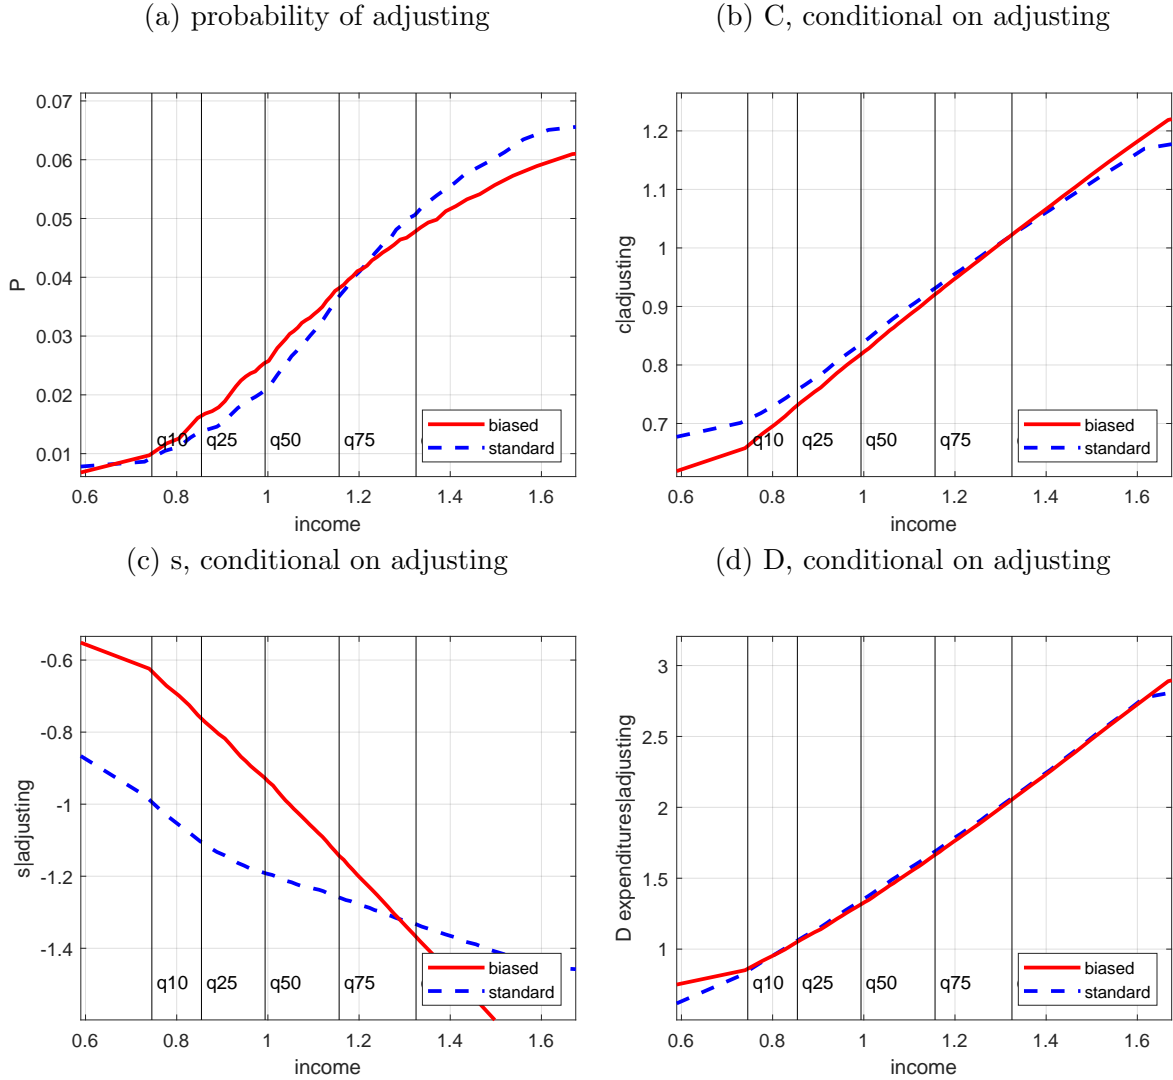 (a) probability of adjusting
0.07
0.06
0.05
0.04
0.03
0.02
0.01
P
q10
q25
q50
q75
biased
standard
0.6
0.8
1
1.2
1.4
1.6
income
(b) C, conditional on adjusting
1.2
1.1
1
0.9
0.8
0.7
c|adjusting
q10
q25
q50
q75
biased
standard
0.6
0.8
1
1.2
1.4
1.6
income
(c) s, conditional on adjusting
-0.6
-0.8
-1
-1.2
-1.4
s|adjusting
q10
q25
q50
q75
biased
standard
0.6
0.8
1
1.2
1.4
1.6
income
(d) D, conditional on adjusting
3
2.5
2
1.5
1
D expenditures|adjusting
q10
q25
q50
q75
biased
standard
0.6
0.8
1
1.2
1.4
1.6
income